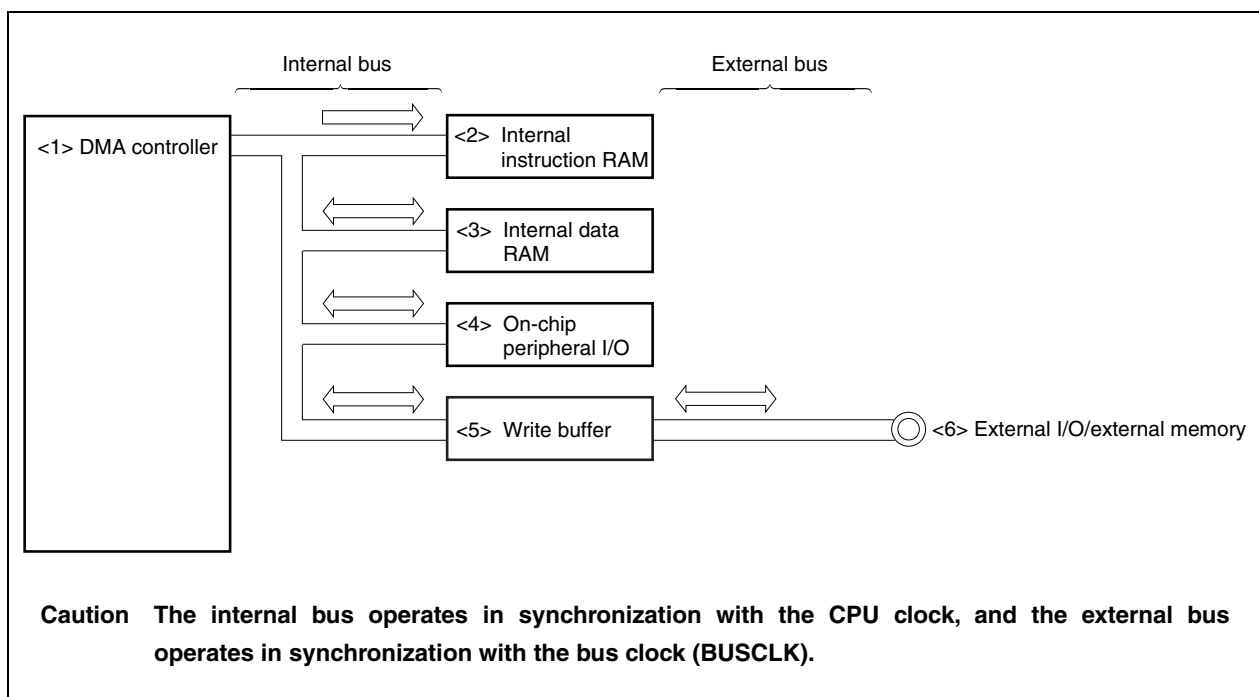 Internal bus
External bus
<1> DMA controller
<2> Internal
instruction RAM
<3> Internal data
RAM
<4> On-chip
peripheral I/O
<5> Write buffer
<6> External I/O/external memory
Caution The internal bus operates in synchronization with the CPU clock, and the external bus
operates in synchronization with the bus clock (BUSCLK).